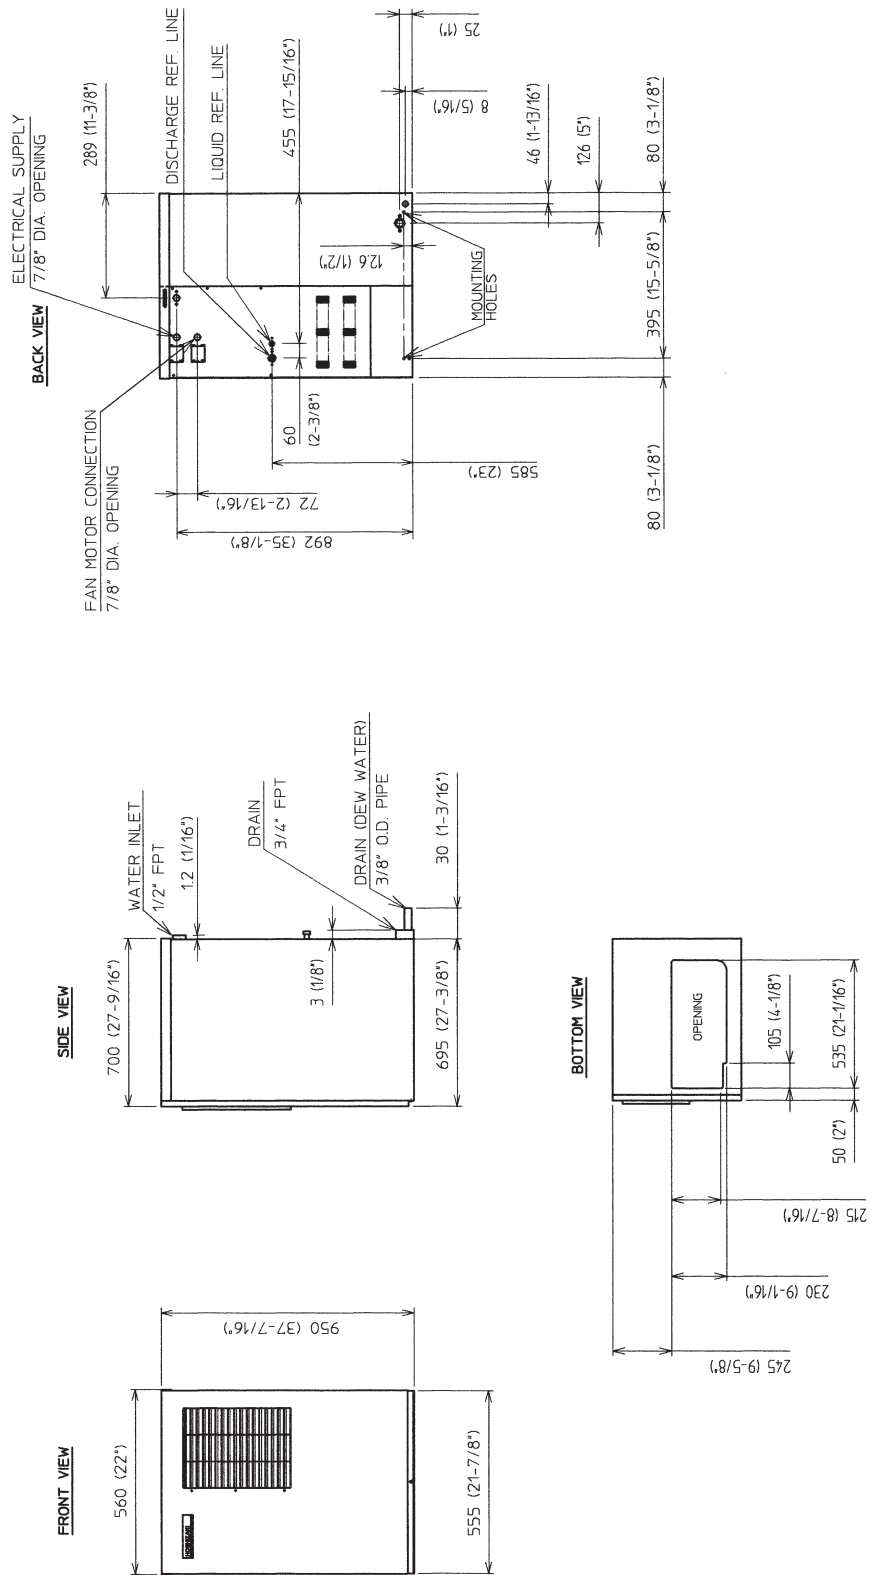 FRONT VIEW
560 (22")
950 (37-7/16")
555 (21-7/8")
SIDE VIEW
700 (27-9/16")
WATER INLET
1/2" FPT
1.2 (1/16")
DRAIN
3/4" FPT
3 (1/8")
DRAIN (DEW WATER)
3/8" O.D. PIPE
695 (27-3/8")
30 (1-3/16")
BACK VIEW
ELECTRICAL SUPPLY
7/8" DIA. OPENING
289 (11-3/8")
DISCHARGE REF. LINE
LIQUID REF. LINE
455 (17-15/16")
25 (1")
8 (5/16")
FAN MOTOR CONNECTION
7/8" DIA. OPENING
72 (2-13/16")
892 (35-1/8")
60
(2-3/8")
585 (23")
12.6 (1/2")
MOUNTING
HOLES
46 (1-13/16")
126 (5")
80 (3-1/8")
395 (15-5/8")
80 (3-1/8")
BOTTOM VIEW
OPENING
105 (4-1/8")
535 (21-1/16")
50 (2")
215 (8-7/16")
230 (9-1/16")
245 (9-5/8")